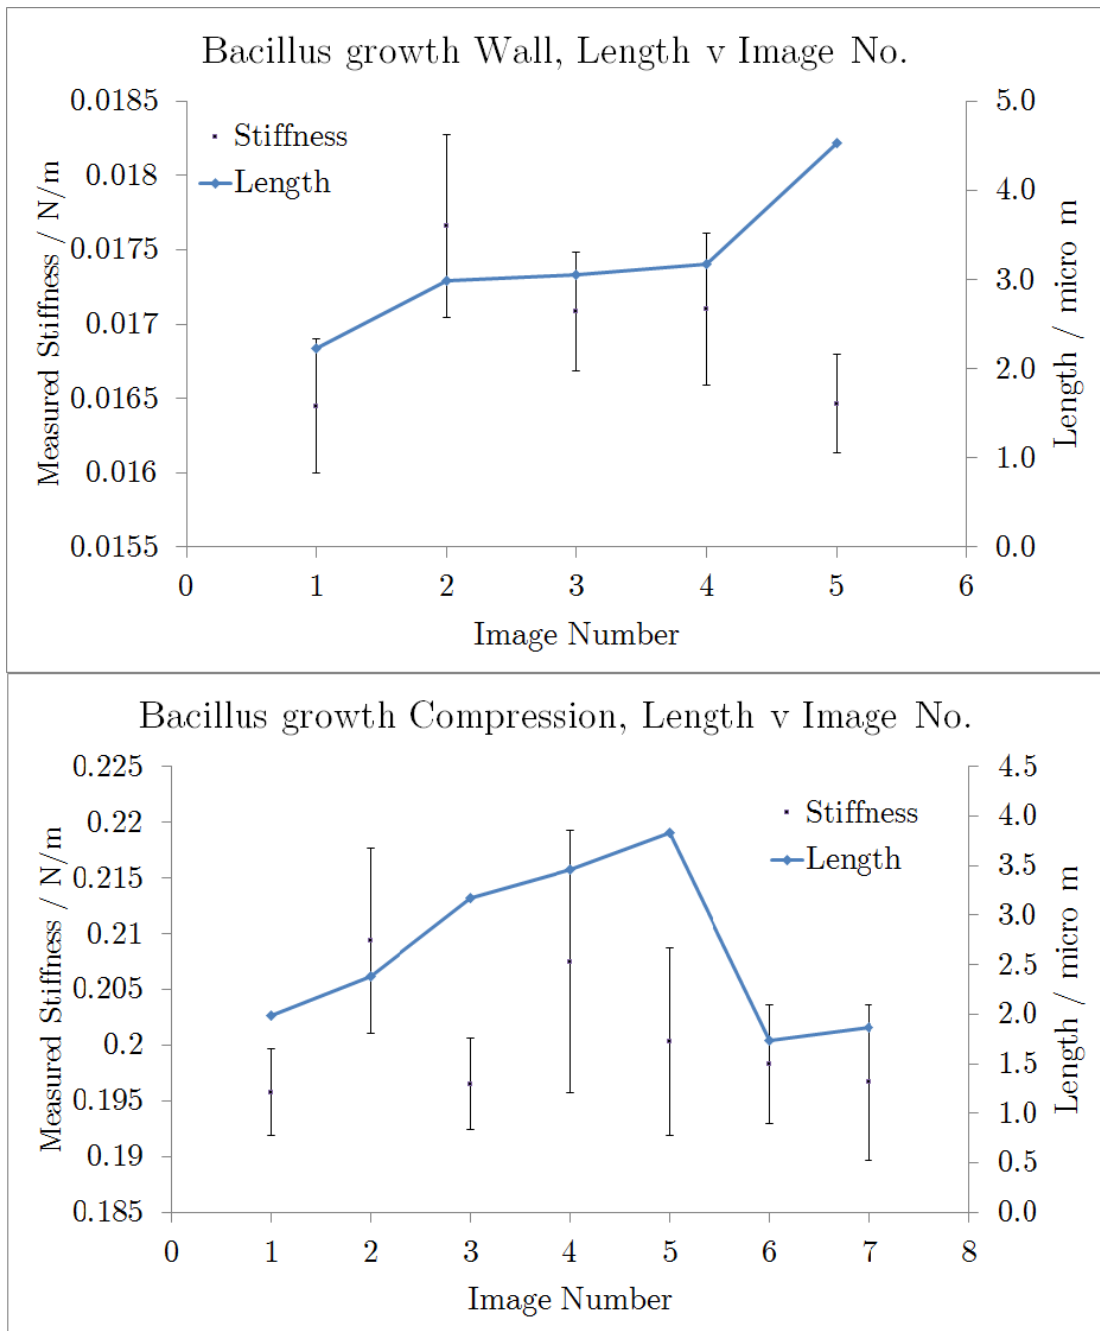 Bacillus growth Wall, Length v Image No.
Measured Stiffness / N/m
0.0185
0.018
0.0175
0.017
0.0165
0.016
0.0155
Stiffness
Length
5.0
4.0
3.0
2.0
1.0
0.0
Length / micro m
0 1 2 3 4 5 6
Image Number
Bacillus growth Compression, Length v Image No.
Measured Stiffness / N/m
0.225
0.22
0.215
0.21
0.205
0.2
0.195
0.19
0.185
Stiffness
Length
4.5
4.0
3.5
3.0
2.5
2.0
1.5
1.0
0.5
0.0
Length / micro m
0 1 2 3 4 5 6 7 8
Image Number